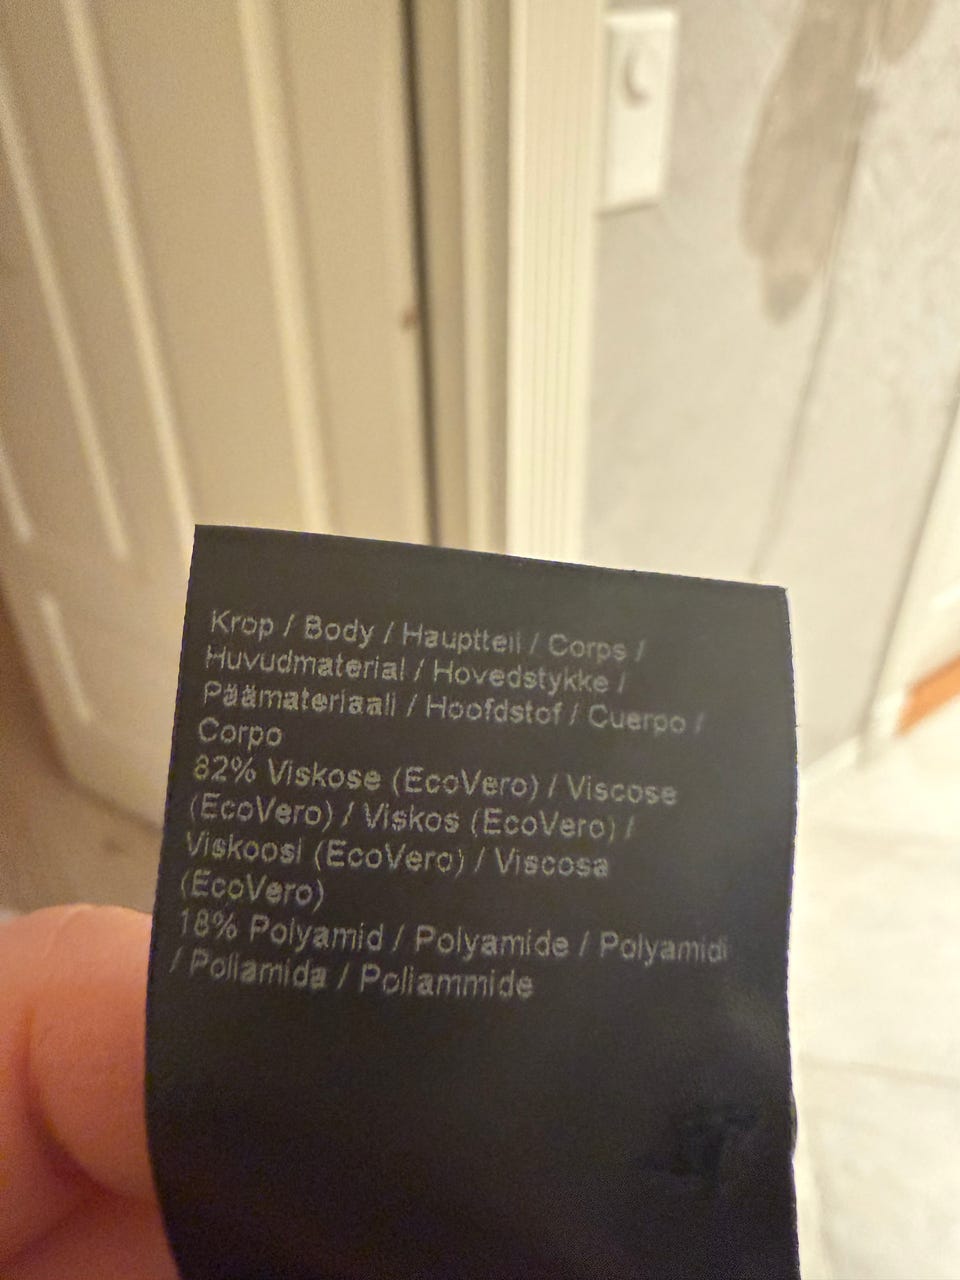 Krop / Body / Hauptteil / Corps /
Huvudmaterial / Hovedstykke /
Päämateriaali / Hoofdstof / Cuerpo /
Corpo
82% Viskose (EcoVero) / Viscose
(EcoVero) / Viskos (EcoVero) /
Viskoosi (EcoVero) / Viscosa
(EcoVero)
18% Polyamid / Polyamide / Polyamidi
/ Poliamida / Poliammide